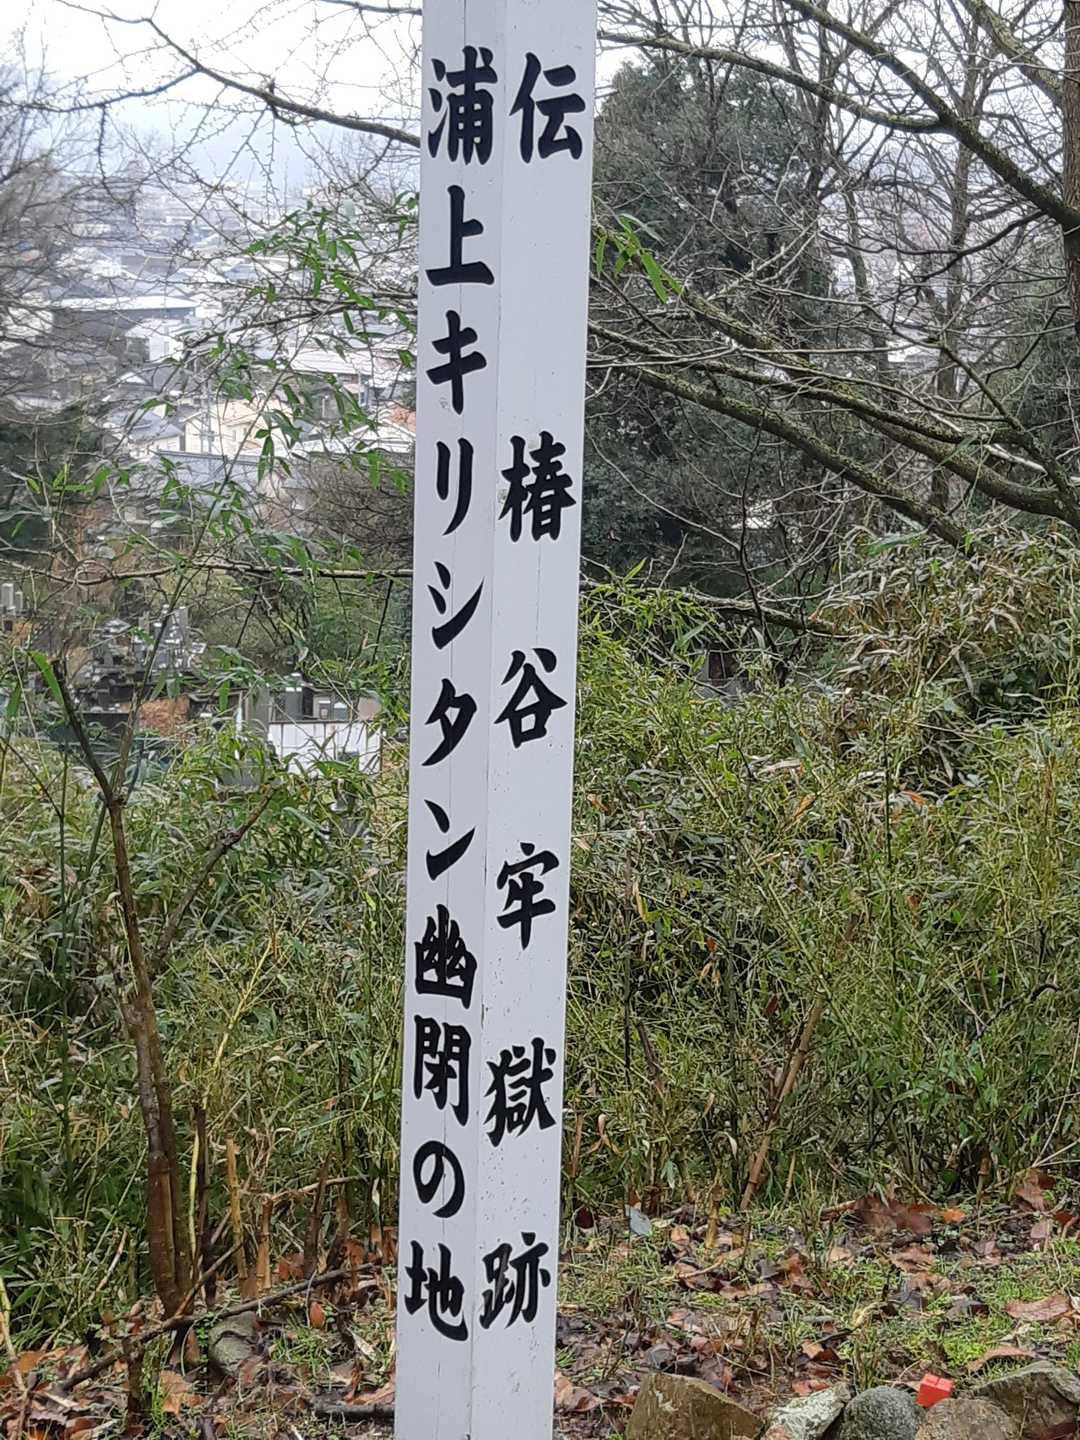 伝 椿谷牢獄跡
浦上キリシタン幽閉の地